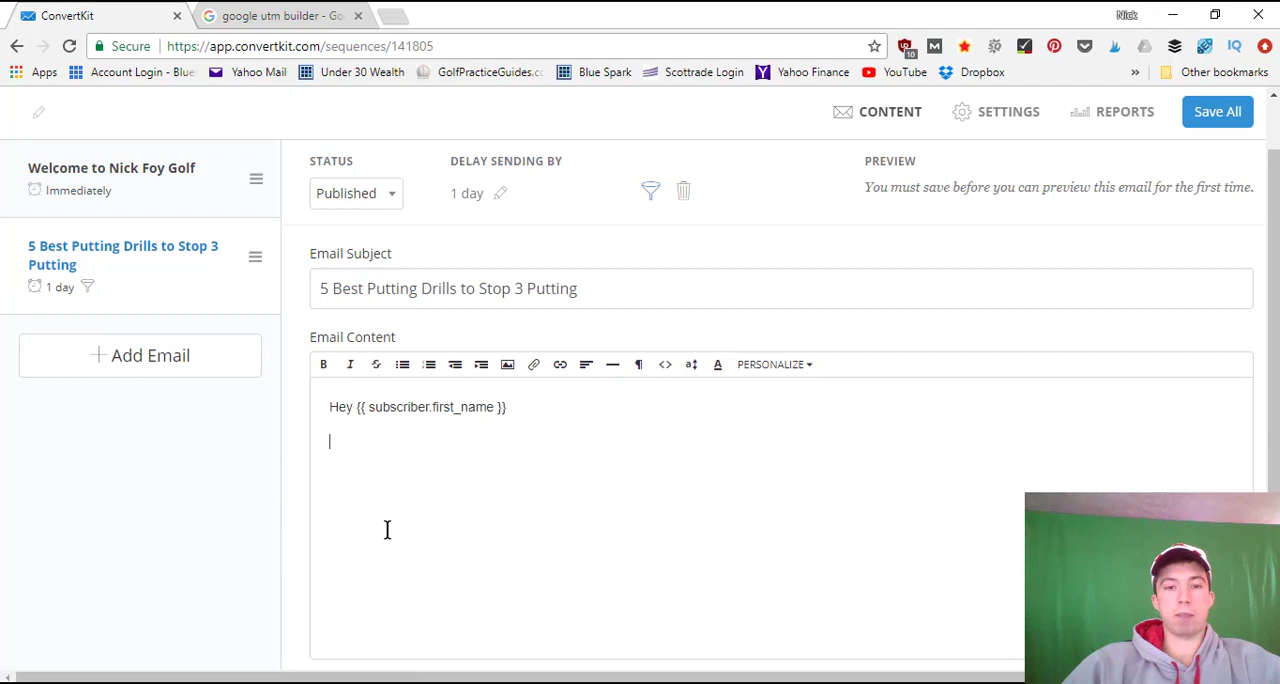 ConvertKit
google utm builder - Go
Nick
Secure https://app.convertkit.com/sequences/141805
10
Apps Account Login - Blue Yahoo Mail Under 30 Wealth GolfPracticeGuides.co Blue Spark Scottrade Login Yahoo Finance YouTube Dropbox » Other bookmarks
CONTENT SETTINGS REPORTS Save All
Welcome to Nick Foy Golf
Immediately
5 Best Putting Drills to Stop 3
Putting
1 day
+ Add Email
STATUS DELAY SENDING BY PREVIEW
Published 1 day You must save before you can preview this email for the first time.
Email Subject
5 Best Putting Drills to Stop 3 Putting
Email Content
B I S PERSONALIZE
Hey {{ subscriber.first_name }}